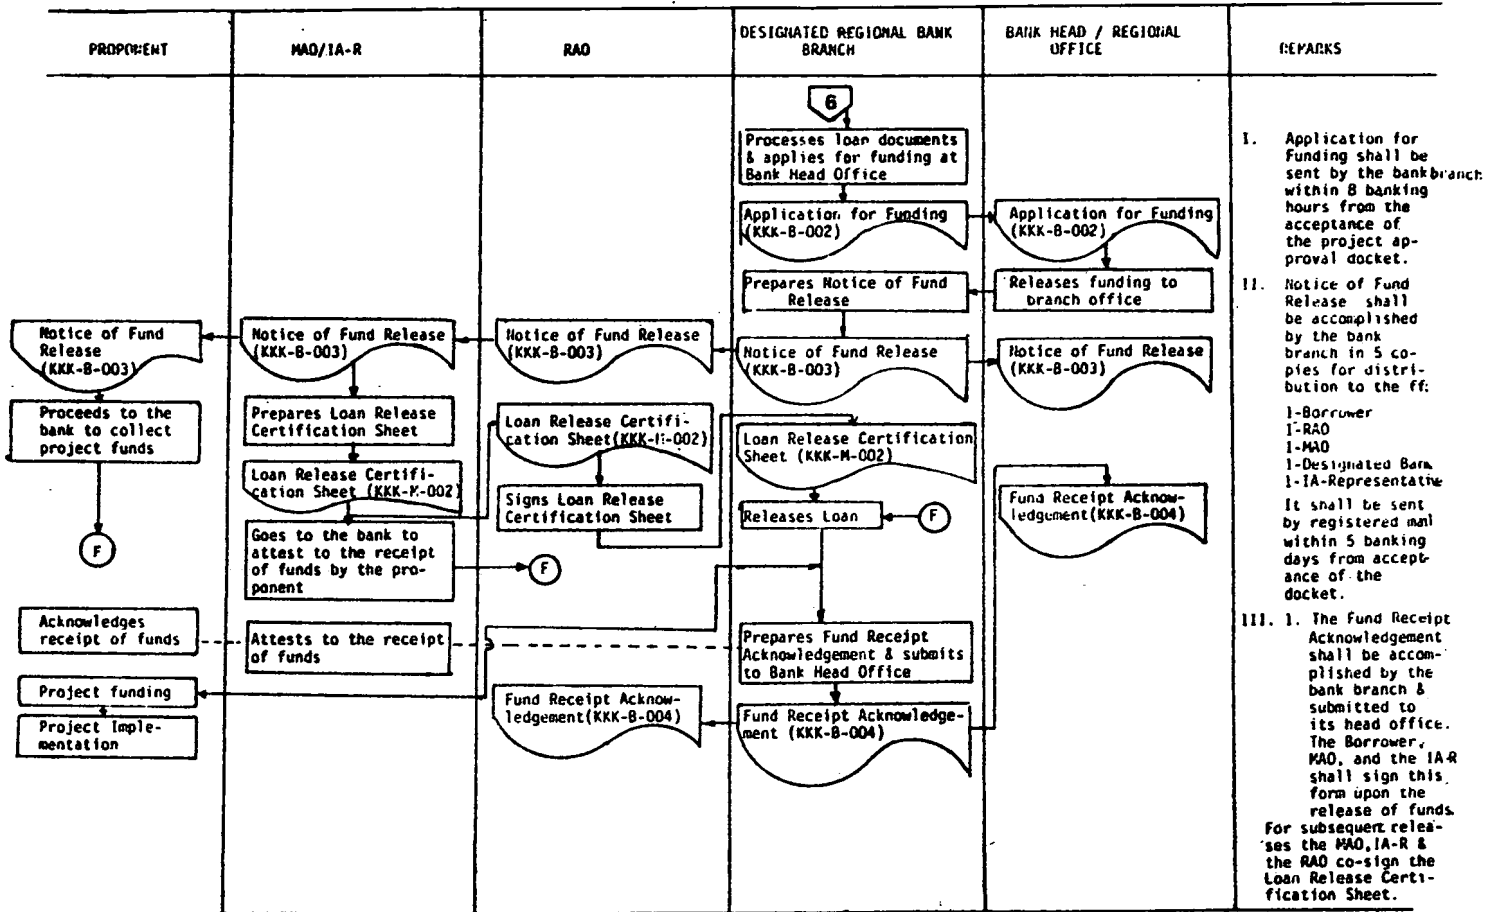 PROPONENT
MAO/IA-R
RAO
DESIGNATED REGIONAL BANK
BRANCH
BANK HEAD / REGIONAL
OFFICE
REMARKS
6
Processes loan documents
& applies for funding at
Bank Head Office
Application for Funding
(KKK-B-002)
Application for Funding
(KKK-B-002)
Prepares Notice of Fund
Release
Releases funding to
branch office
Notice of Fund
Release
(KKK-B-003)
Notice of Fund Release
(KKK-B-003)
Notice of Fund Release
(KKK-B-003)
Notice of Fund Release
(KKK-B-003)
Notice of Fund Release
(KKK-B-003)
Proceeds to the
bank to collect
project funds
Prepares Loan Release
Certification Sheet
Loan Release Certifi-
cation Sheet(KKK-M-002)
Loan Release Certification
Sheet (KKK-M-002)
Loan Release Certifi-
cation Sheet (KKK-M-002)
Signs Loan Release
Certification Sheet
Releases Loan
F
Fund Receipt Acknow-
ledgement(KKK-B-004)
F
Goes to the bank to
attest to the receipt
of funds by the pro-
ponent
F
Acknowledges
receipt of funds
Attests to the receipt
of funds
Prepares Fund Receipt
Acknowledgement & submits
to Bank Head Office
Project funding
Project Imple-
mentation
Fund Receipt Acknow-
ledgement(KKK-B-004)
Fund Receipt Acknowledge-
ment (KKK-B-004)
I. Application for
Funding shall be
sent by the bank branch
within 8 banking
hours from the
acceptance of
the project ap-
proval docket.
II. Notice of Fund
Release shall
be accomplished
by the bank
branch in 5 co-
pies for distri-
bution to the ff:
1-Borrower
1-RAO
1-MAO
1-Designated Bank
1-IA-Representative
It shall be sent
by registered mail
within 5 banking
days from accept-
ance of the
docket.
III. 1. The Fund Receipt
Acknowledgement
shall be accom-
plished by the
bank branch &
submitted to
its head office.
The Borrower,
MAO, and the IA-R
shall sign this
form upon the
release of funds.
For subsequent relea-
ses the MAO, IA-R &
the RAO co-sign the
Loan Release Certi-
fication Sheet.